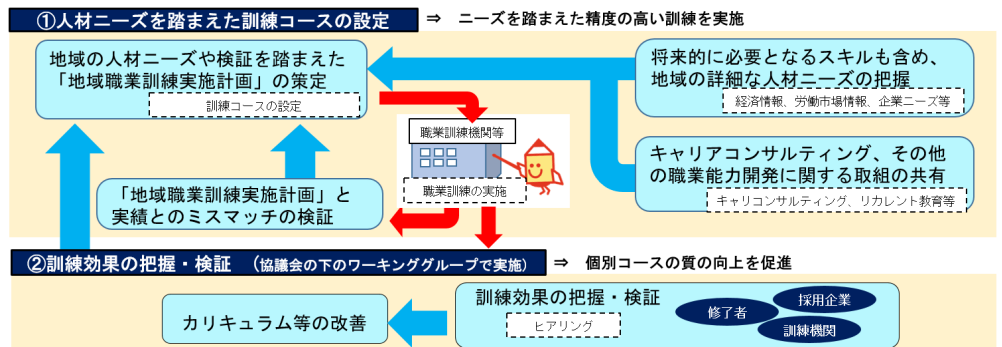 ①人材ニーズを踏まえた訓練コースの設定
⇒ ニーズを踏まえた精度の高い訓練を実施
地域の人材ニーズや検証を踏まえた
「地域職業訓練実施計画」の策定
訓練コースの設定
将来的に必要となるスキルも含め、
地域の詳細な人材ニーズの把握
経済情報、労働市場情報、企業ニーズ等
職業訓練機関等
職業訓練の実施
キャリアコンサルティング、その他
の職業能力開発に関する取組の共有
キャリコンサルティング、リカレント教育等
「地域職業訓練実施計画」と
実績とのミスマッチの検証
②訓練効果の把握・検証 （協議会の下のワーキンググループで実施）
⇒ 個別コースの質の向上を促進
カリキュラム等の改善
訓練効果の把握・検証
ヒアリング
修了者
採用企業
訓練機関